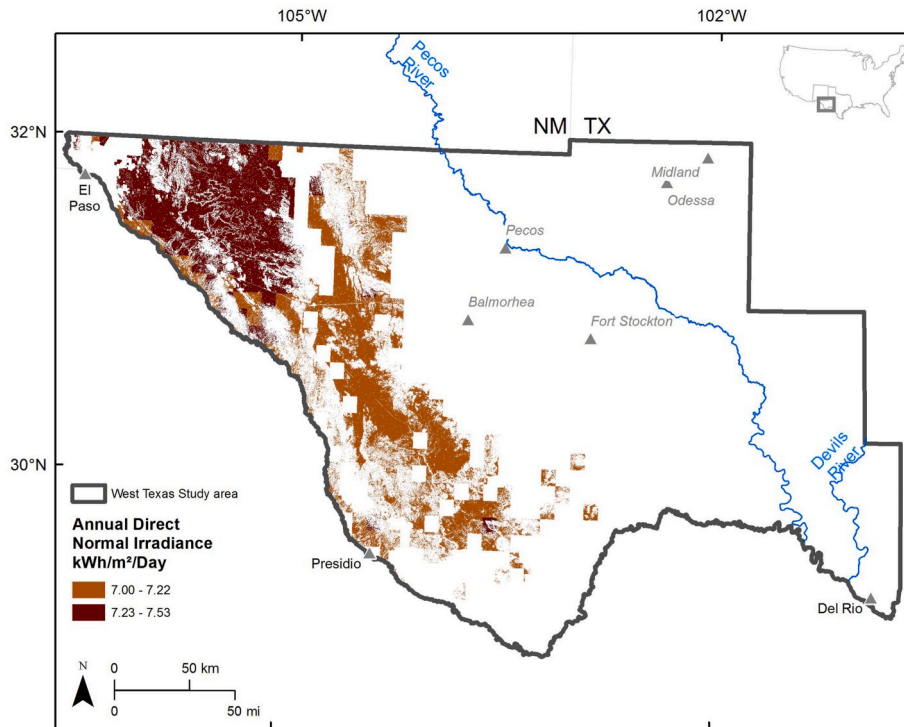 105°W
102°W
Pecos
River
NM
TX
32°N
Midland
Odessa
El
Paso
Pecos
Balmorhea
Fort Stockton
30°N
Devils
River
West Texas Study area
Annual Direct
Normal Irradiance
kWh/m²/Day
7.00 - 7.22
7.23 - 7.53
Presidio
Del Rio
N
0
50 km
0
50 mi